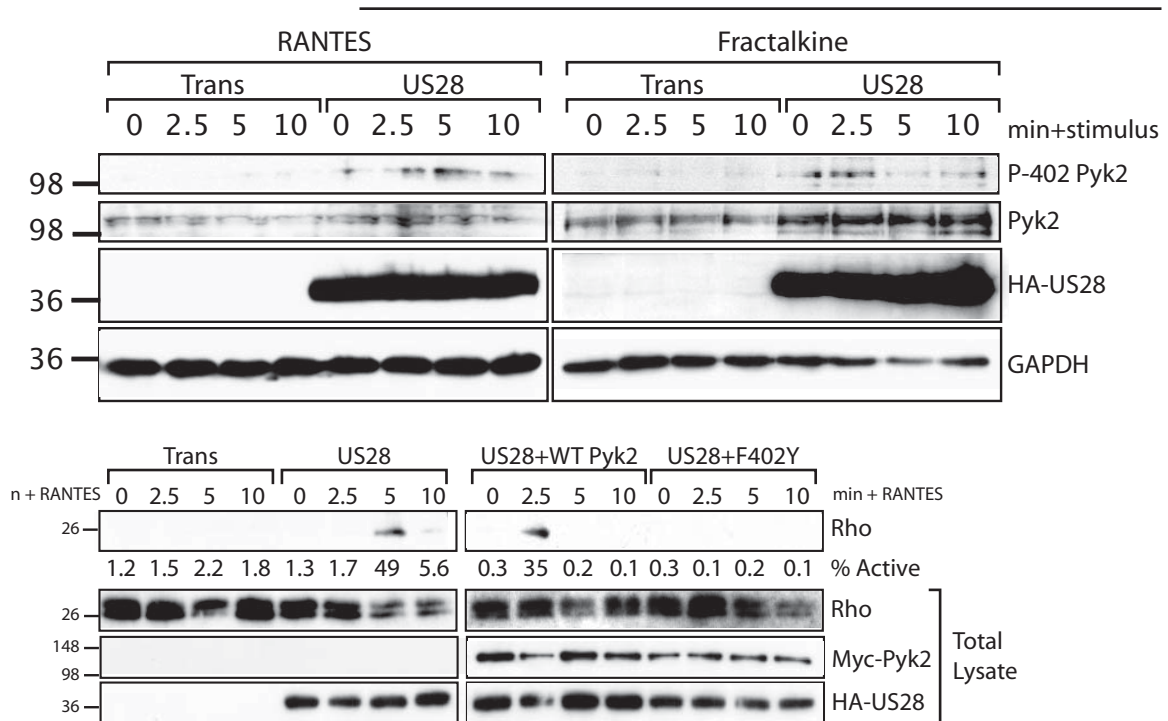 RANTES Fractalkine
Trans US28 Trans US28
0 2.5 5 10 0 2.5 5 10 0 2.5 5 10 0 2.5 5 10 min+stimulus
98 P-402 Pyk2
98 Pyk2
36 HA-US28
36 GAPDH
Trans US28 US28+WT Pyk2 US28+F402Y
n + RANTES 0 2.5 5 10 0 2.5 5 10 0 2.5 5 10 0 2.5 5 10 min + RANTES
26 Rho
1.2 1.5 2.2 1.8 1.3 1.7 49 5.6 0.3 35 0.2 0.1 0.3 0.1 0.2 0.1 % Active
26 Rho
148
98 Myc-Pyk2
36 HA-US28
Total
Lysate